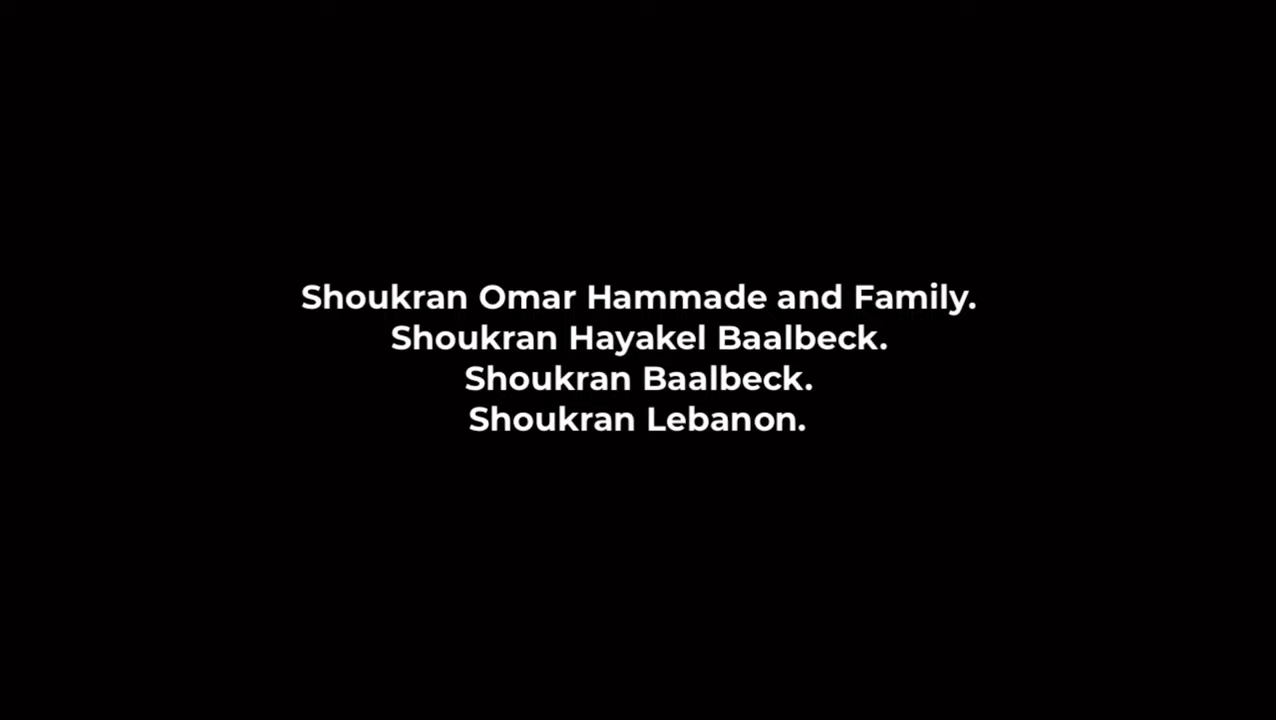 Shoukran Omar Hammade and Family.
Shoukran Hayakel Baalbeck.
Shoukran Baalbeck.
Shoukran Lebanon.